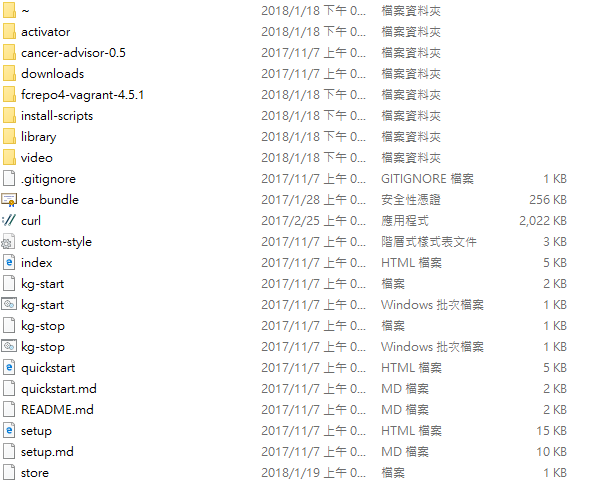 ~ 2018/1/18 下午 0... 檔案資料夾
activator 2018/1/18 下午 0... 檔案資料夾
cancer-advisor-0.5 2017/11/7 上午 0... 檔案資料夾
downloads 2017/11/7 上午 0... 檔案資料夾
fcrepo4-vagrant-4.5.1 2018/1/18 下午 0... 檔案資料夾
install-scripts 2018/1/18 下午 0... 檔案資料夾
library 2018/1/18 下午 0... 檔案資料夾
video 2018/1/18 下午 0... 檔案資料夾
.gitignore 2017/11/7 上午 0... GITIGNORE 檔案 1 KB
ca-bundle 2017/1/28 上午 0... 安全性憑證 256 KB
curl 2017/2/25 上午 0... 應用程式 2,022 KB
custom-style 2017/11/7 上午 0... 階層式樣式表文件 3 KB
index 2017/11/7 上午 0... HTML 檔案 5 KB
kg-start 2017/11/7 上午 0... 檔案 2 KB
kg-start 2017/11/7 上午 0... Windows 批次檔案 1 KB
kg-stop 2017/11/7 上午 0... 檔案 1 KB
kg-stop 2017/11/7 上午 0... Windows 批次檔案 1 KB
quickstart 2017/11/7 上午 0... HTML 檔案 5 KB
quickstart.md 2017/11/7 上午 0... MD 檔案 2 KB
README.md 2017/11/7 上午 0... MD 檔案 2 KB
setup 2017/11/7 上午 0... HTML 檔案 15 KB
setup.md 2017/11/7 上午 0... MD 檔案 10 KB
store 2018/1/19 上午 0... 檔案 1 KB